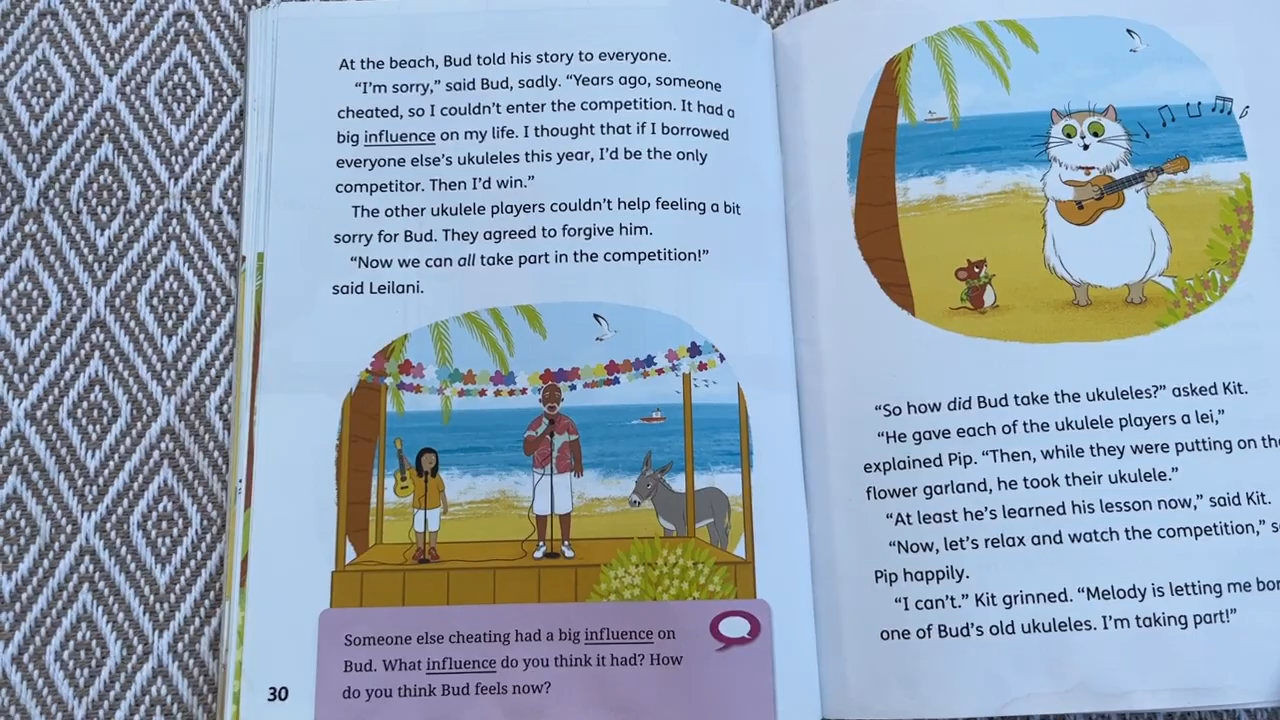 At the beach, Bud told his story to everyone.
“I’m sorry,” said Bud, sadly. “Years ago, someone
cheated, so I couldn’t enter the competition. It had a
big influence on my life. I thought that if I borrowed
everyone else’s ukuleles this year, I’d be the only
competitor. Then I’d win.”
The other ukulele players couldn’t help feeling a bit
sorry for Bud. They agreed to forgive him.
“Now we can all take part in the competition!”
said Leilani.
Someone else cheating had a big influence on
Bud. What influence do you think it had? How
do you think Bud feels now?
30
“So how did Bud take the ukuleles?” asked Kit.
“He gave each of the ukulele players a lei,”
explained Pip. “Then, while they were putting on
flower garland, he took their ukulele.”
“At least he’s learned his lesson now,” said Kit.
“Now, let’s relax and watch the competition,”
Pip happily.
“I can’t.” Kit grinned. “Melody is letting me
one of Bud’s old ukuleles. I’m taking part!”